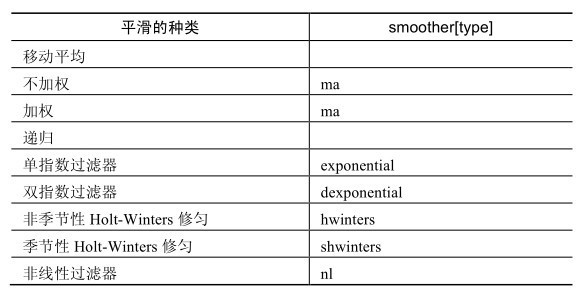 平滑的种类 smoother[type]
移动平均
不加权 ma
加权 ma
递归
单指数过滤器 exponential
双指数过滤器 dexponential
非季节性 Holt-Winters 修匀 hwinters
季节性 Holt-Winters 修匀 shwinters
非线性过滤器 nl